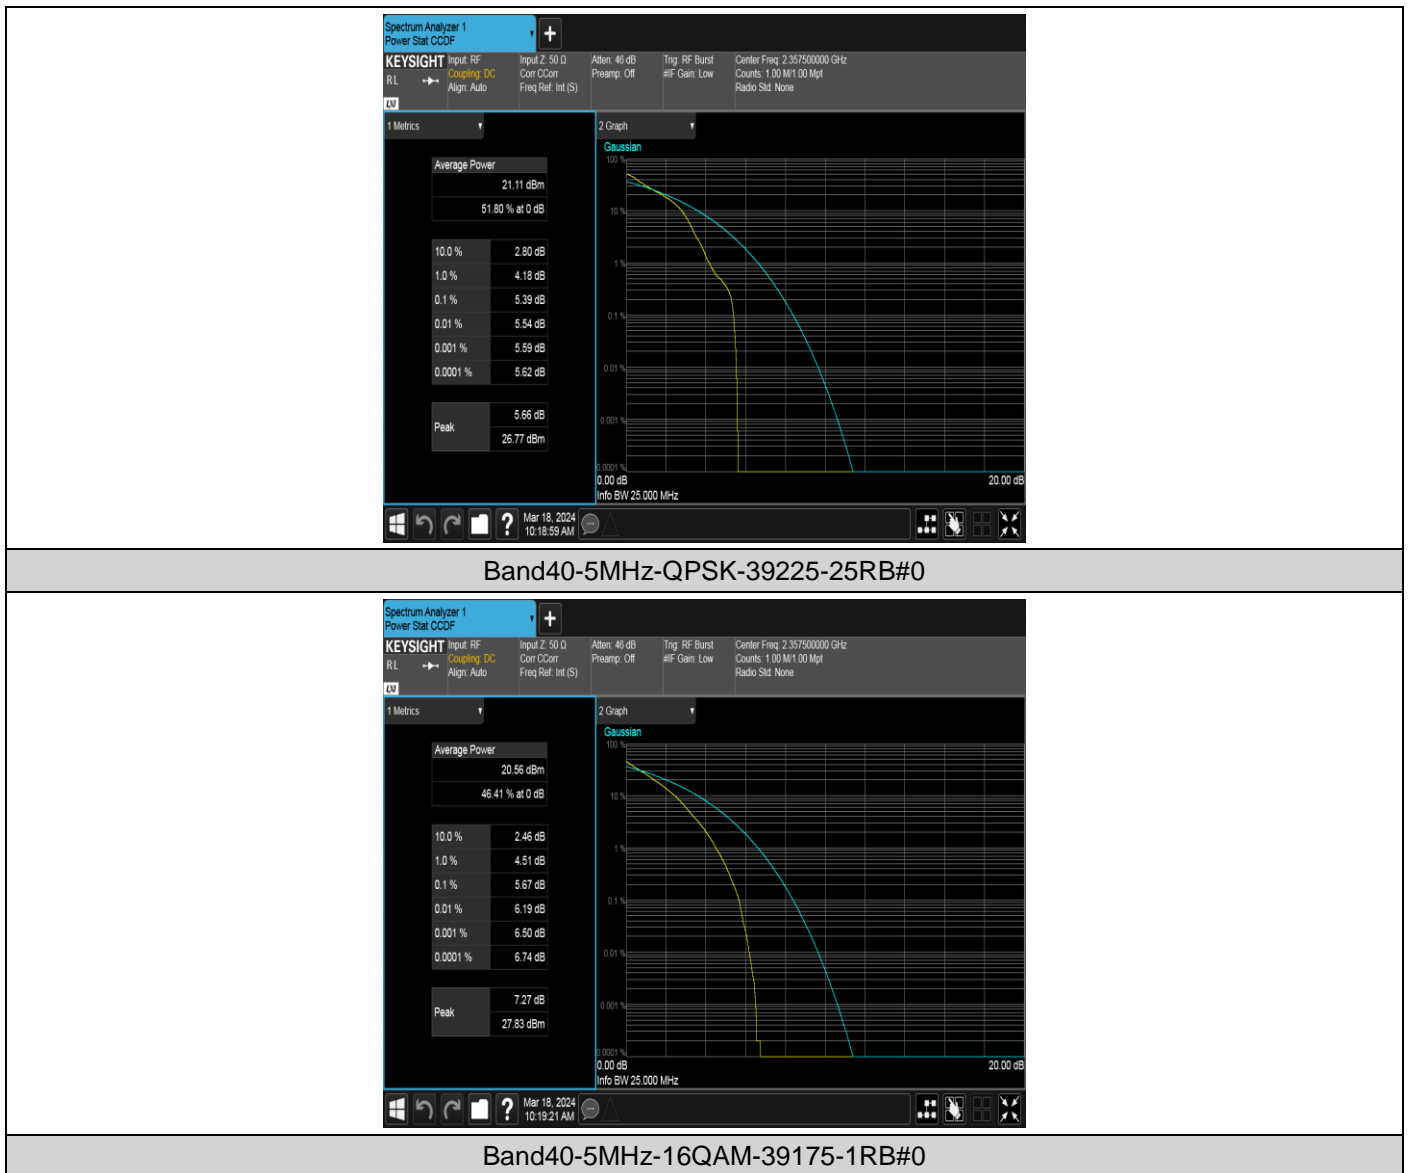 Spectrum Analyzer 1
Power Stat CCDF
KEYSIGHT Input: RF Input Z: 50 Ω Atten: 46 dB Trig: RF Burst Center Freq: 2.357500000 GHz
RL Coupling: DC Corr CCorr Preamp: Off #IF Gain: Low Counts: 1.00 M/1.00 Mpt
Align: Auto Freq Ref: Int (S) Radio Std: None
LXI
1 Metrics 2 Graph
Gaussian
Average Power
21.11 dBm
51.80 % at 0 dB
10.0 % 2.80 dB
1.0 % 4.18 dB
0.1 % 5.39 dB
0.01 % 5.54 dB
0.001 % 5.59 dB
0.0001 % 5.62 dB
Peak 5.66 dB
26.77 dBm
100 %
10 %
1 %
0.1 %
0.01 %
0.001 %
0.0001 %
0.00 dB 20.00 dB
Info BW 25.000 MHz
? Mar 18, 2024
10:18:59 AM
Band40-5MHz-QPSK-39225-25RB#0
Spectrum Analyzer 1
Power Stat CCDF
KEYSIGHT Input: RF Input Z: 50 Ω Atten: 46 dB Trig: RF Burst Center Freq: 2.357500000 GHz
RL Coupling: DC Corr CCorr Preamp: Off #IF Gain: Low Counts: 1.00 M/1.00 Mpt
Align: Auto Freq Ref: Int (S) Radio Std: None
LXI
1 Metrics 2 Graph
Gaussian
Average Power
20.56 dBm
46.41 % at 0 dB
10.0 % 2.46 dB
1.0 % 4.51 dB
0.1 % 5.67 dB
0.01 % 6.19 dB
0.001 % 6.50 dB
0.0001 % 6.74 dB
Peak 7.27 dB
27.83 dBm
100 %
10 %
1 %
0.1 %
0.01 %
0.001 %
0.0001 %
0.00 dB 20.00 dB
Info BW 25.000 MHz
? Mar 18, 2024
10:19:21 AM
Band40-5MHz-16QAM-39175-1RB#0